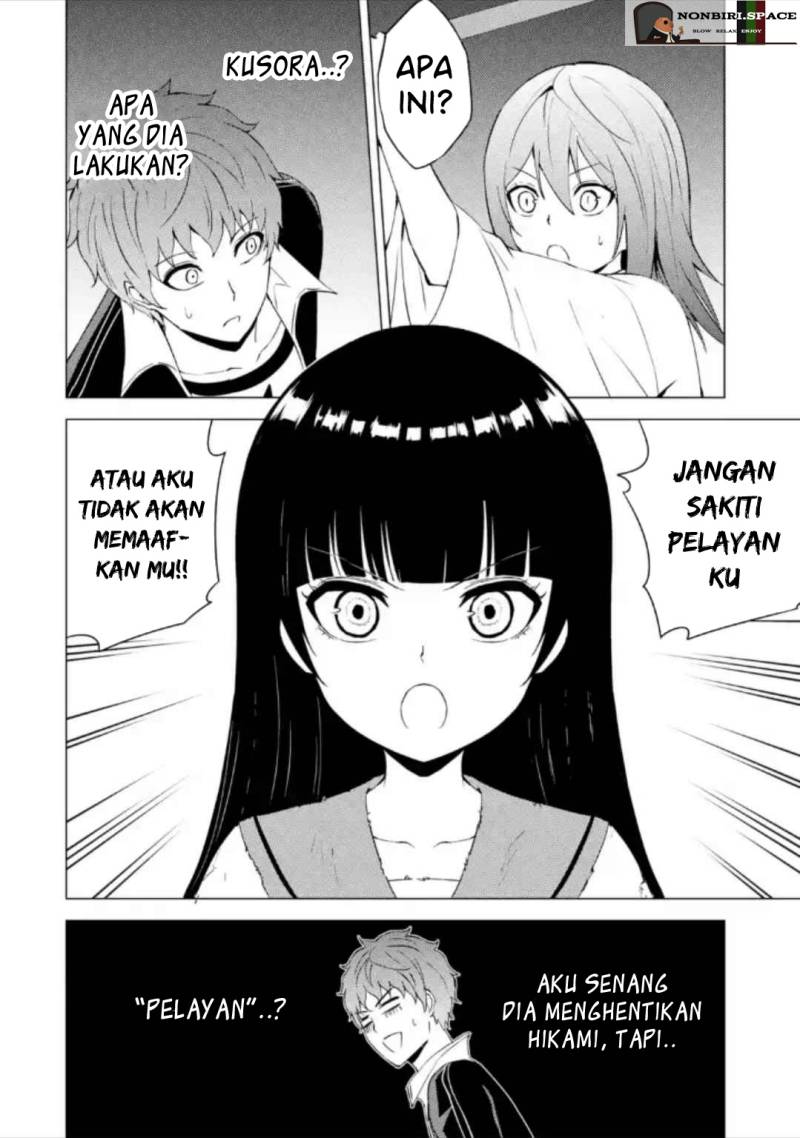 NONBIRI.SPACE
BLOW RELAX ENJOY
APA
INI?
KUSORA..?
APA
YANG DIA
LAKUKAN?
JANGAN
SAKITI
PELAYAN
KU
ATAU AKU
TIDAK AKAN
MEMAAF-
KAN MU!!
AKU SENANG
DIA MENGHENTIKAN
HIKAMI, TAPI..
“PELAYAN”..?